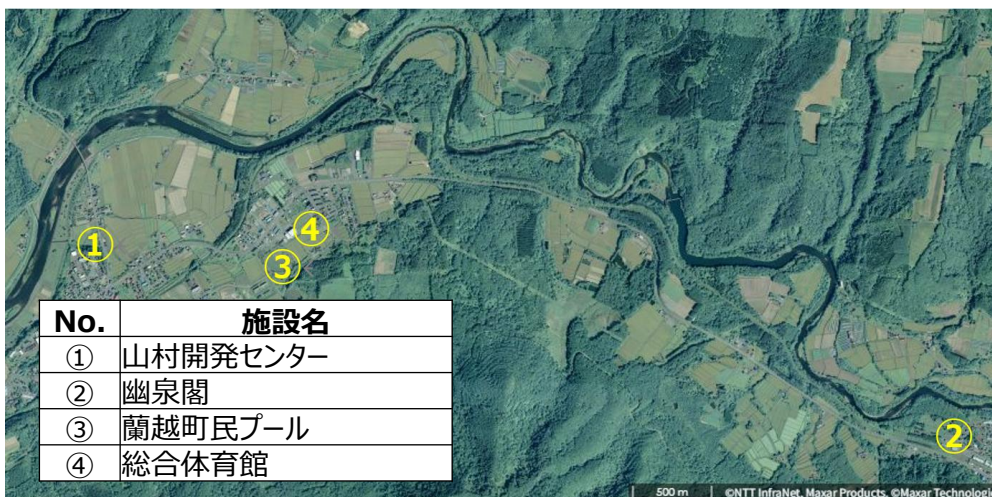 ①
④
③
No. 施設名
① 山村開発センター
② 幽泉閣
③ 蘭越町民プール
④ 総合体育館
②
500 m ©NTT InfraNet, Maxar Products, ©Maxar Technologi